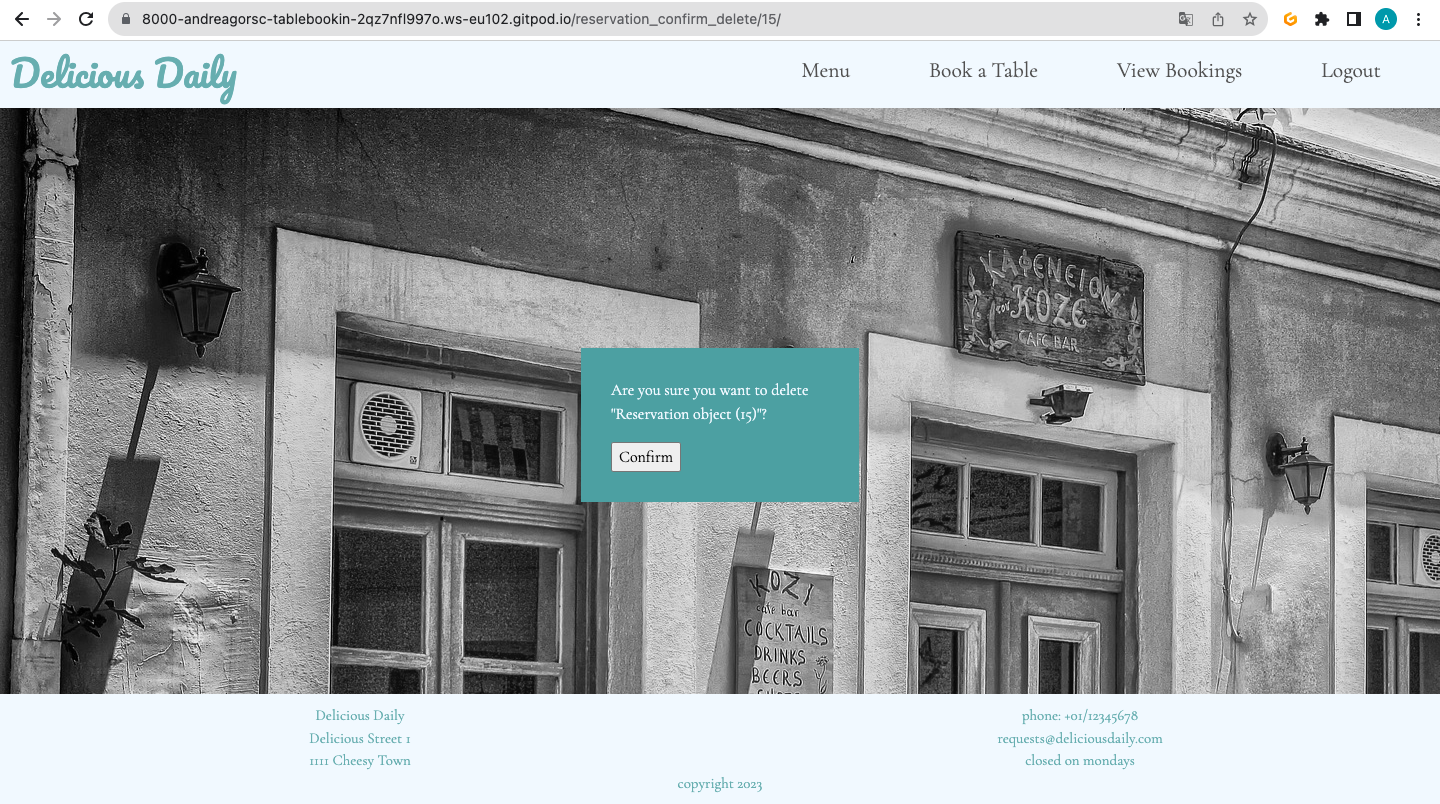 8000-andreagorsc-tablebookin-2qz7nfl997o.ws-eu102.gitpod.io/reservation_confirm_delete/15/
A
Delicious Daily
Menu
Book a Table
View Bookings
Logout
ΚΑΦΕΝΕΙΟΝ
του ΚΟΖΕ
CAFE BAR
Are you sure you want to delete
"Reservation object (15)"?
Confirm
KOZI
cafe bar
COCKTAILS
DRINKS
BEERS
Delicious Daily
Delicious Street 1
1111 Cheesy Town
phone: +01/12345678
requests@deliciousdaily.com
closed on mondays
copyright 2023